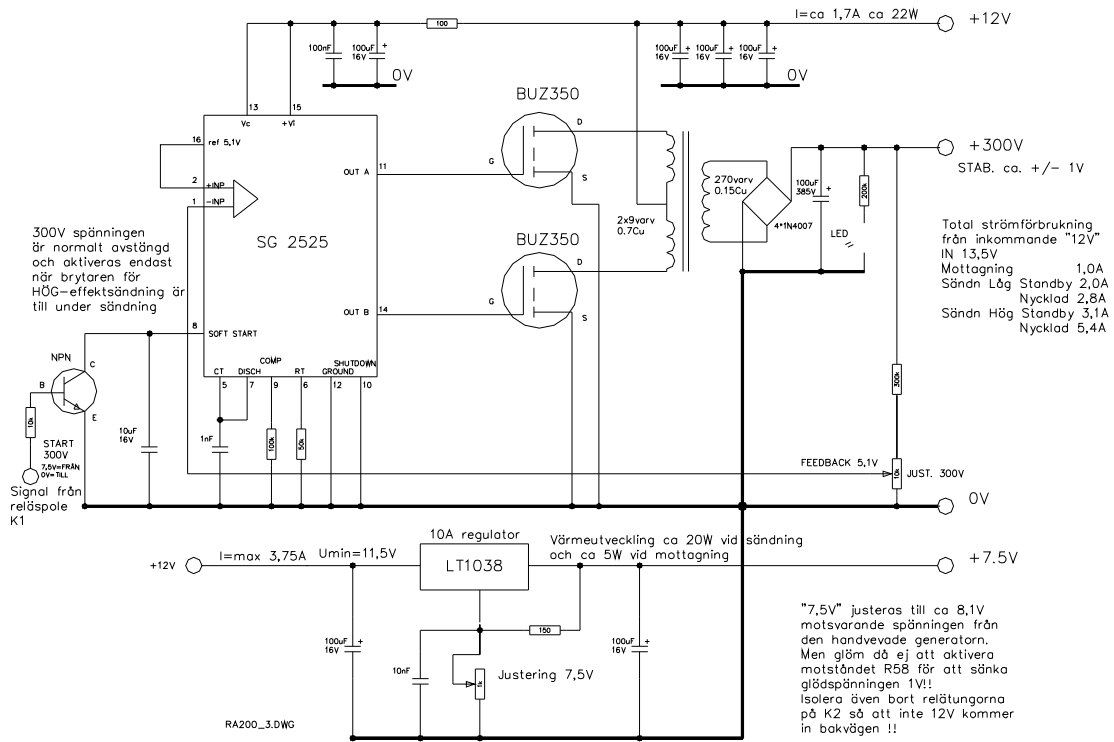 I=ca 1,7A ca 22W
+12V
100
100nF
100uF +
16V
0V
100uF +
16V
100uF +
16V
100uF +
16V
0V
BUZ350
D
G
S
13
15
Vc
+Vi
16
ref 5,1V
2
+INP
1
-INP
OUT A
11
SG 2525
OUT B
14
8
SOFT START
CT
DISCH
COMP
RT
GROUND
SHUTDOWN
5
7
9
6
12
10
BUZ350
D
G
S
2x9varv
0.7Cu
270varv
0.15Cu
4*1N4007
100uF
385V
+
200k
LED
+300V
STAB. ca. +/- 1V
300V spänningen
är normalt avstängd
och aktiveras endast
när brytaren för
HÖG-effektsändning är
till under sändning
Total strömförbrukning
från inkommande "12V"
IN 13,5V
Mottagning 1,0A
Sändn Låg Standby 2,0A
Nycklad 2,8A
Sändn Hög Standby 3,1A
Nycklad 5,4A
NPN
C
B
E
10k
START
300V
7,5V=FRÅN
0V=TILL
Signal från
reläspole
K1
10uF
16V
1nF
100k
50k
300k
FEEDBACK 5,1V
10k
JUST. 300V
0V
+12V
I=max 3,75A
Umin=11,5V
10A regulator
LT1038
Värmeutveckling ca 20W vid sändning
och ca 5W vid mottagning
+7.5V
100uF +
16V
10nF
150
1k
Justering 7,5V
100uF +
16V
"7,5V" justeras till ca 8,1V
motsvarande spänningen från
den handvevade generatorn.
Men glöm då ej att aktivera
motståndet R58 för att sänka
glödspänningen 1V!!
Isolera även bort relätungorna
på K2 så att inte 12V kommer
in bakvägen !!
RA200_3.DWG